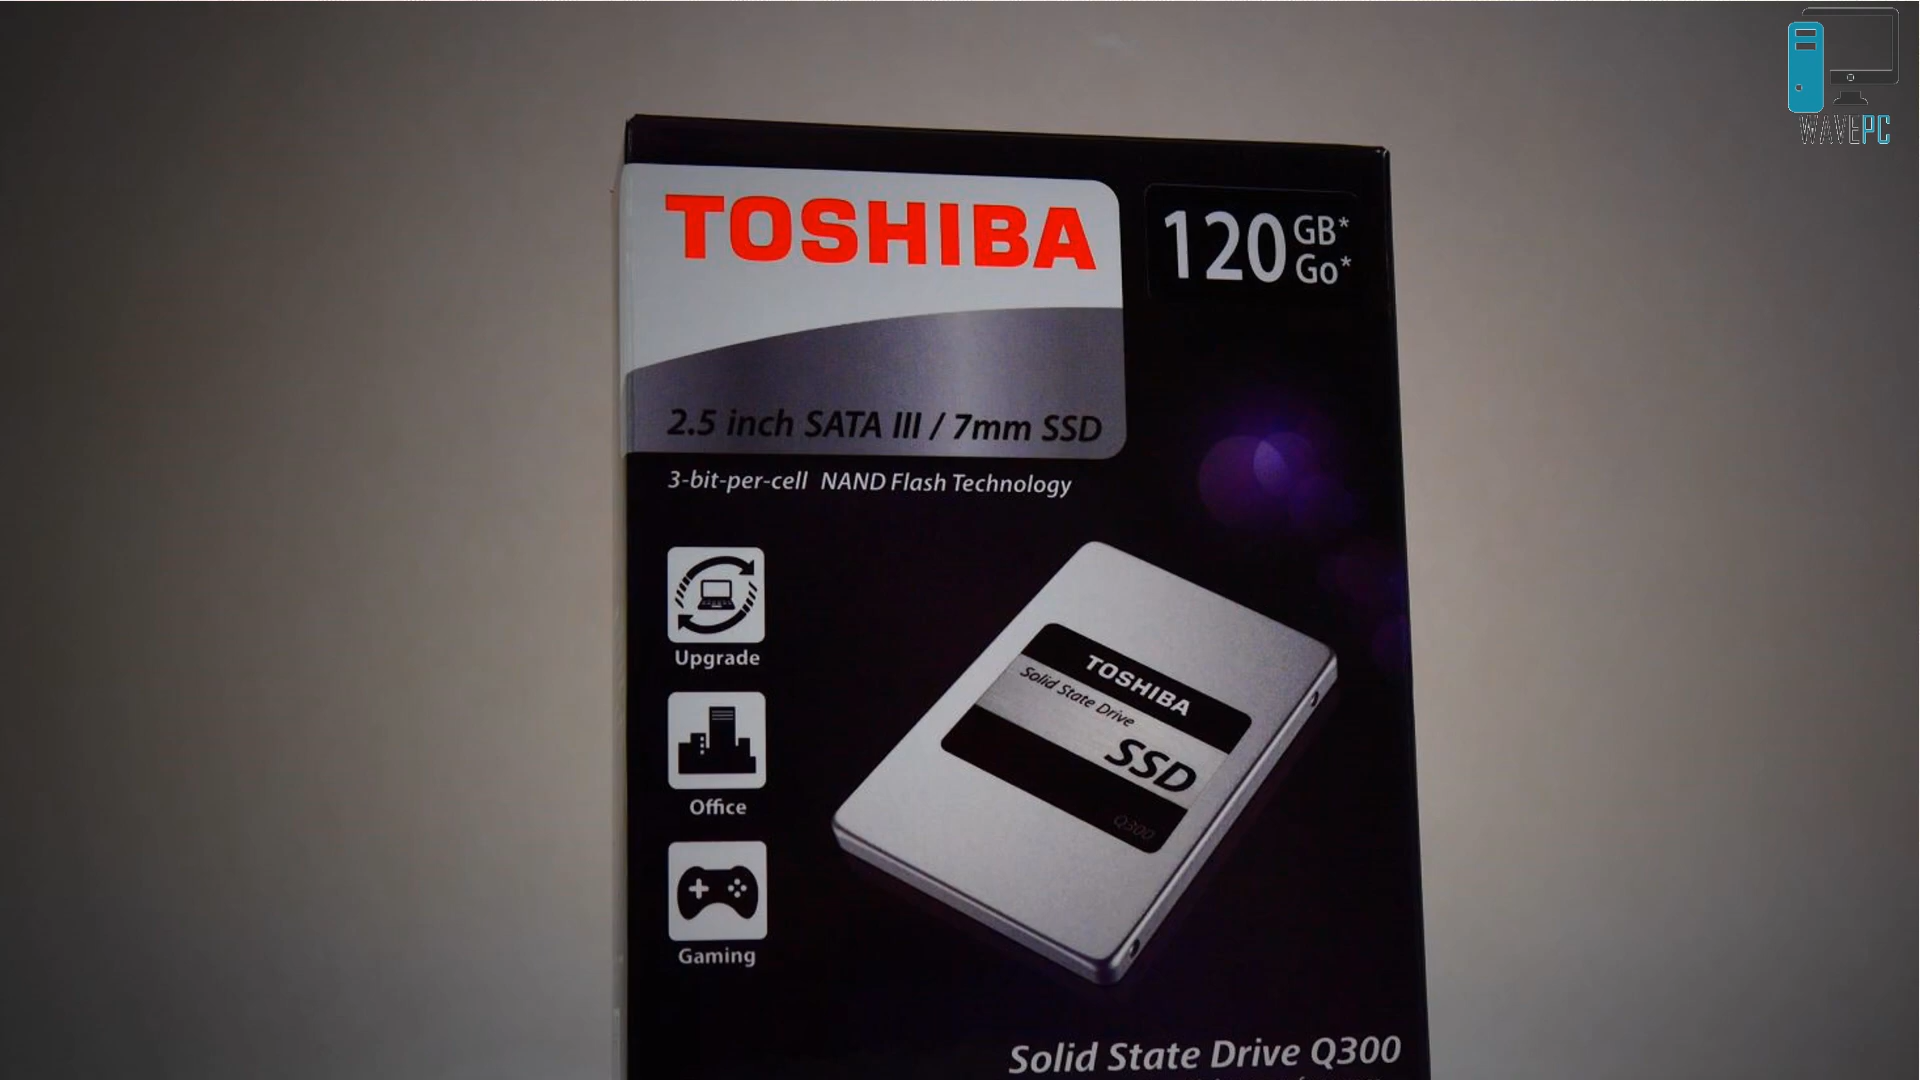 WAVEPC
TOSHIBA
120 GB*
Go*
2.5 inch SATA III / 7mm SSD
3-bit-per-cell NAND Flash Technology
Upgrade
Office
Gaming
TOSHIBA
Solid State Drive
SSD
Q300
Solid State Drive Q300